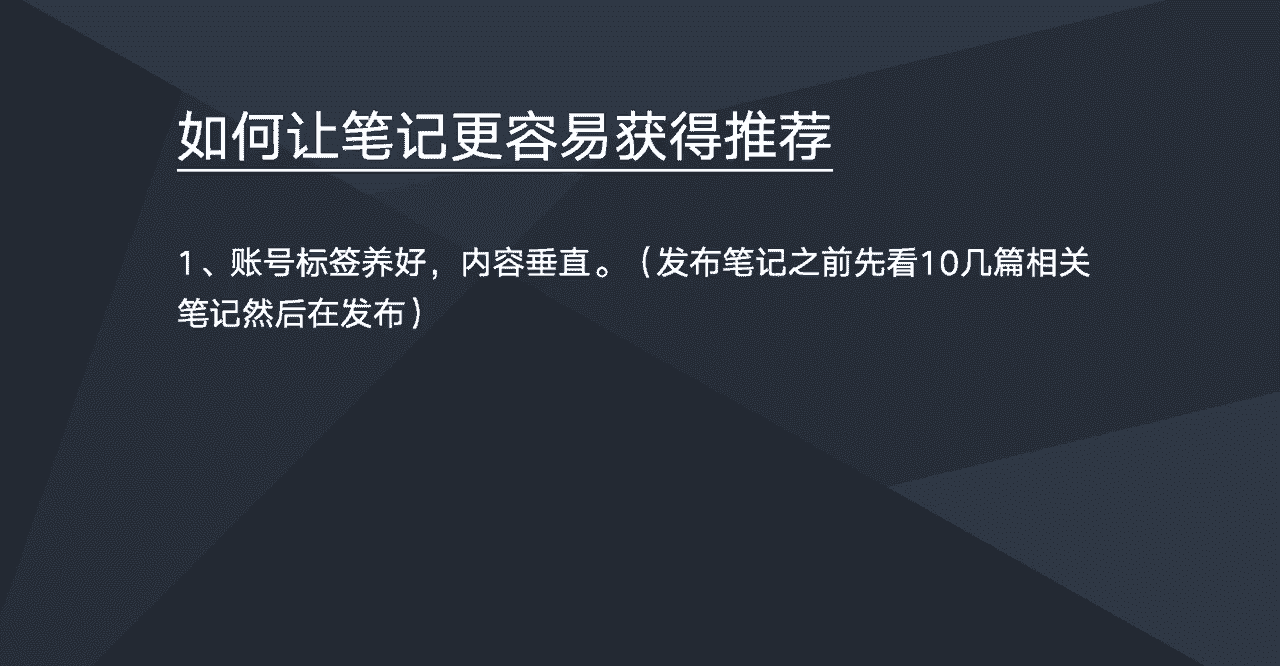 如何让笔记更容易获得推荐
1、账号标签养好，内容垂直。（发布笔记之前先看10几篇相关
笔记然后在发布）